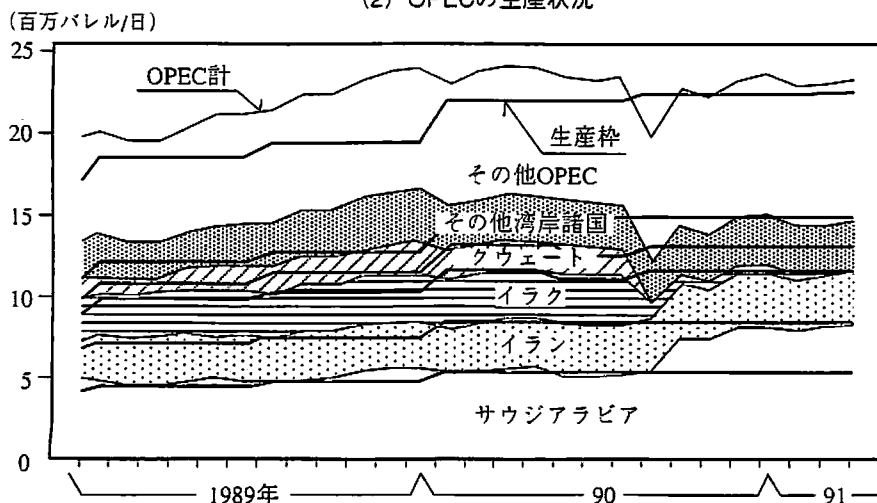 (2) OPECの生産状況
(百万バレル/日)
25
OPEC計
20
生産枠
その他OPEC
15
その他湾岸諸国
クウェート
10
イラク
イラン
5
サウジアラビア
0
1989年
90
91